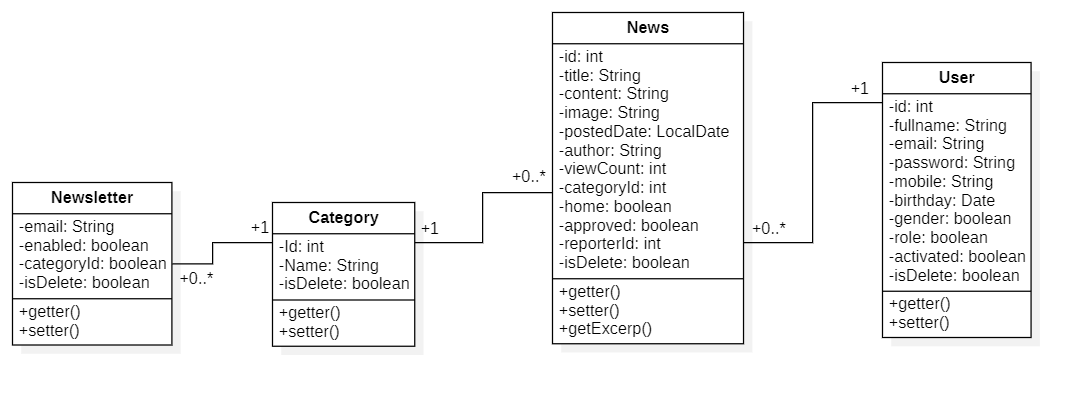 Newsletter
-email: String
-enabled: boolean
-categoryId: boolean
-isDelete: boolean
+getter()
+setter()
+0..*
+1
Category
-Id: int
-Name: String
-isDelete: boolean
+getter()
+setter()
+1
+0..*
News
-id: int
-title: String
-content: String
-image: String
-postedDate: LocalDate
-author: String
-viewCount: int
-categoryId: int
-home: boolean
-approved: boolean
-reporterId: int
-isDelete: boolean
+getter()
+setter()
+getExcerp()
+0..*
+1
User
-id: int
-fullname: String
-email: String
-password: String
-mobile: String
-birthday: Date
-gender: boolean
-role: boolean
-activated: boolean
-isDelete: boolean
+getter()
+setter()